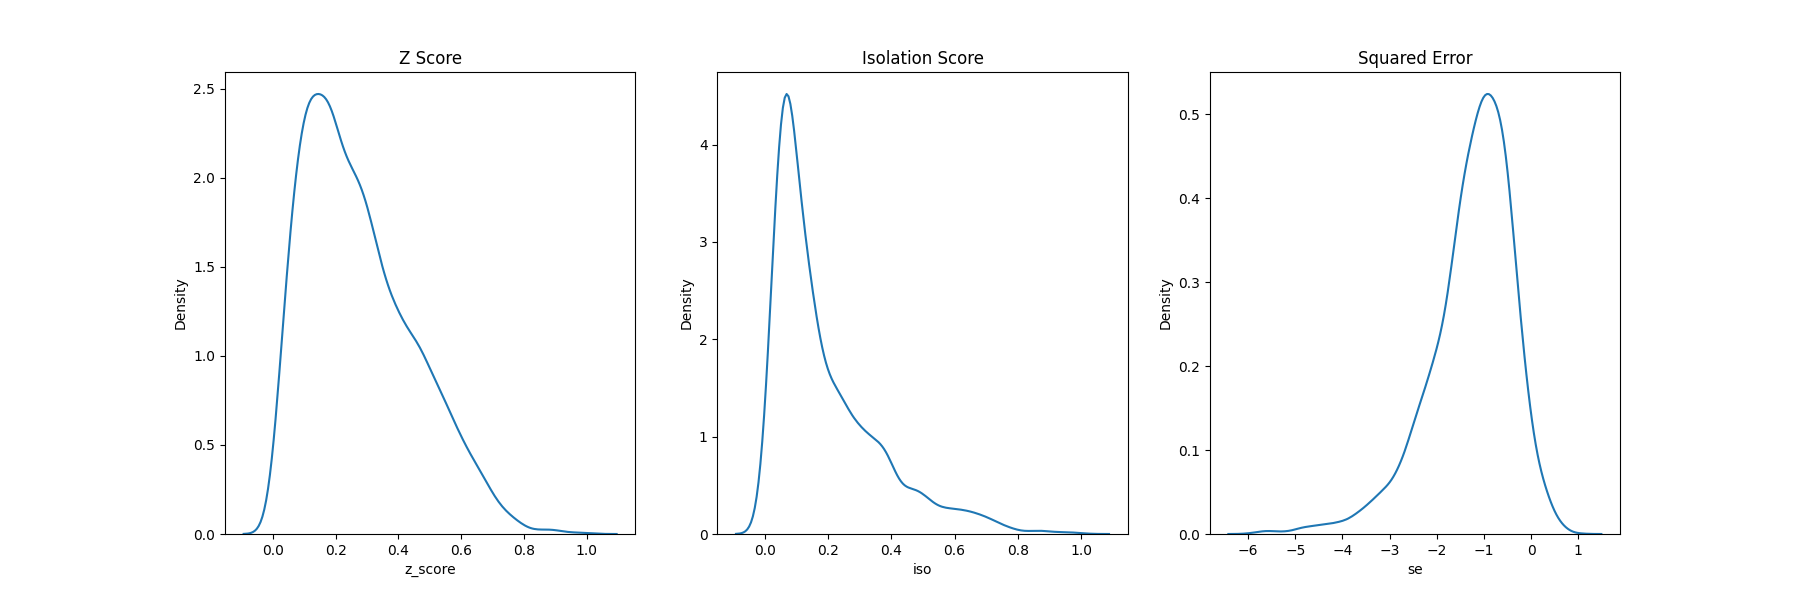 Z Score
Density
2.5
2.0
1.5
1.0
0.5
0.0
0.0 0.2 0.4 0.6 0.8 1.0
z_score
Isolation Score
Density
4
3
2
1
0
0.0 0.2 0.4 0.6 0.8 1.0
iso
Squared Error
Density
0.5
0.4
0.3
0.2
0.1
0.0
−6 −5 −4 −3 −2 −1 0 1
se